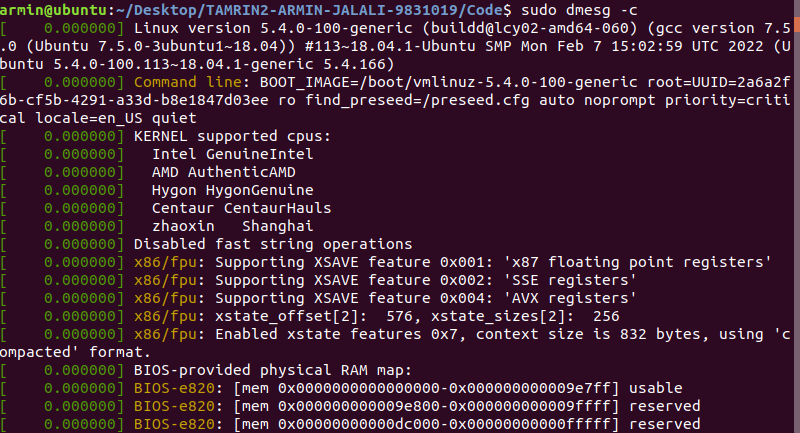 armin@ubuntu:~/Desktop/TAMRIN2-ARMIN-JALALI-9831019/Code$ sudo dmesg -c
[    0.000000] Linux version 5.4.0-100-generic (buildd@lcy02-amd64-060) (gcc version 7.5
.0 (Ubuntu 7.5.0-3ubuntu1~18.04)) #113~18.04.1-Ubuntu SMP Mon Feb 7 15:02:59 UTC 2022 (U
buntu 5.4.0-100.113~18.04.1-generic 5.4.166)
[    0.000000] Command line: BOOT_IMAGE=/boot/vmlinuz-5.4.0-100-generic root=UUID=2a6a2f
6b-cf5b-4291-a33d-b8e1847d03ee ro find_preseed=/preseed.cfg auto noprompt priority=criti
cal locale=en_US quiet
[    0.000000] KERNEL supported cpus:
[    0.000000]   Intel GenuineIntel
[    0.000000]   AMD AuthenticAMD
[    0.000000]   Hygon HygonGenuine
[    0.000000]   Centaur CentaurHauls
[    0.000000]   zhaoxin   Shanghai
[    0.000000] Disabled fast string operations
[    0.000000] x86/fpu: Supporting XSAVE feature 0x001: 'x87 floating point registers'
[    0.000000] x86/fpu: Supporting XSAVE feature 0x002: 'SSE registers'
[    0.000000] x86/fpu: Supporting XSAVE feature 0x004: 'AVX registers'
[    0.000000] x86/fpu: xstate_offset[2]:  576, xstate_sizes[2]:  256
[    0.000000] x86/fpu: Enabled xstate features 0x7, context size is 832 bytes, using 'c
ompacted' format.
[    0.000000] BIOS-provided physical RAM map:
[    0.000000] BIOS-e820: [mem 0x0000000000000000-0x000000000009e7ff] usable
[    0.000000] BIOS-e820: [mem 0x000000000009e800-0x000000000009ffff] reserved
[    0.000000] BIOS-e820: [mem 0x00000000000dc000-0x00000000000fffff] reserved